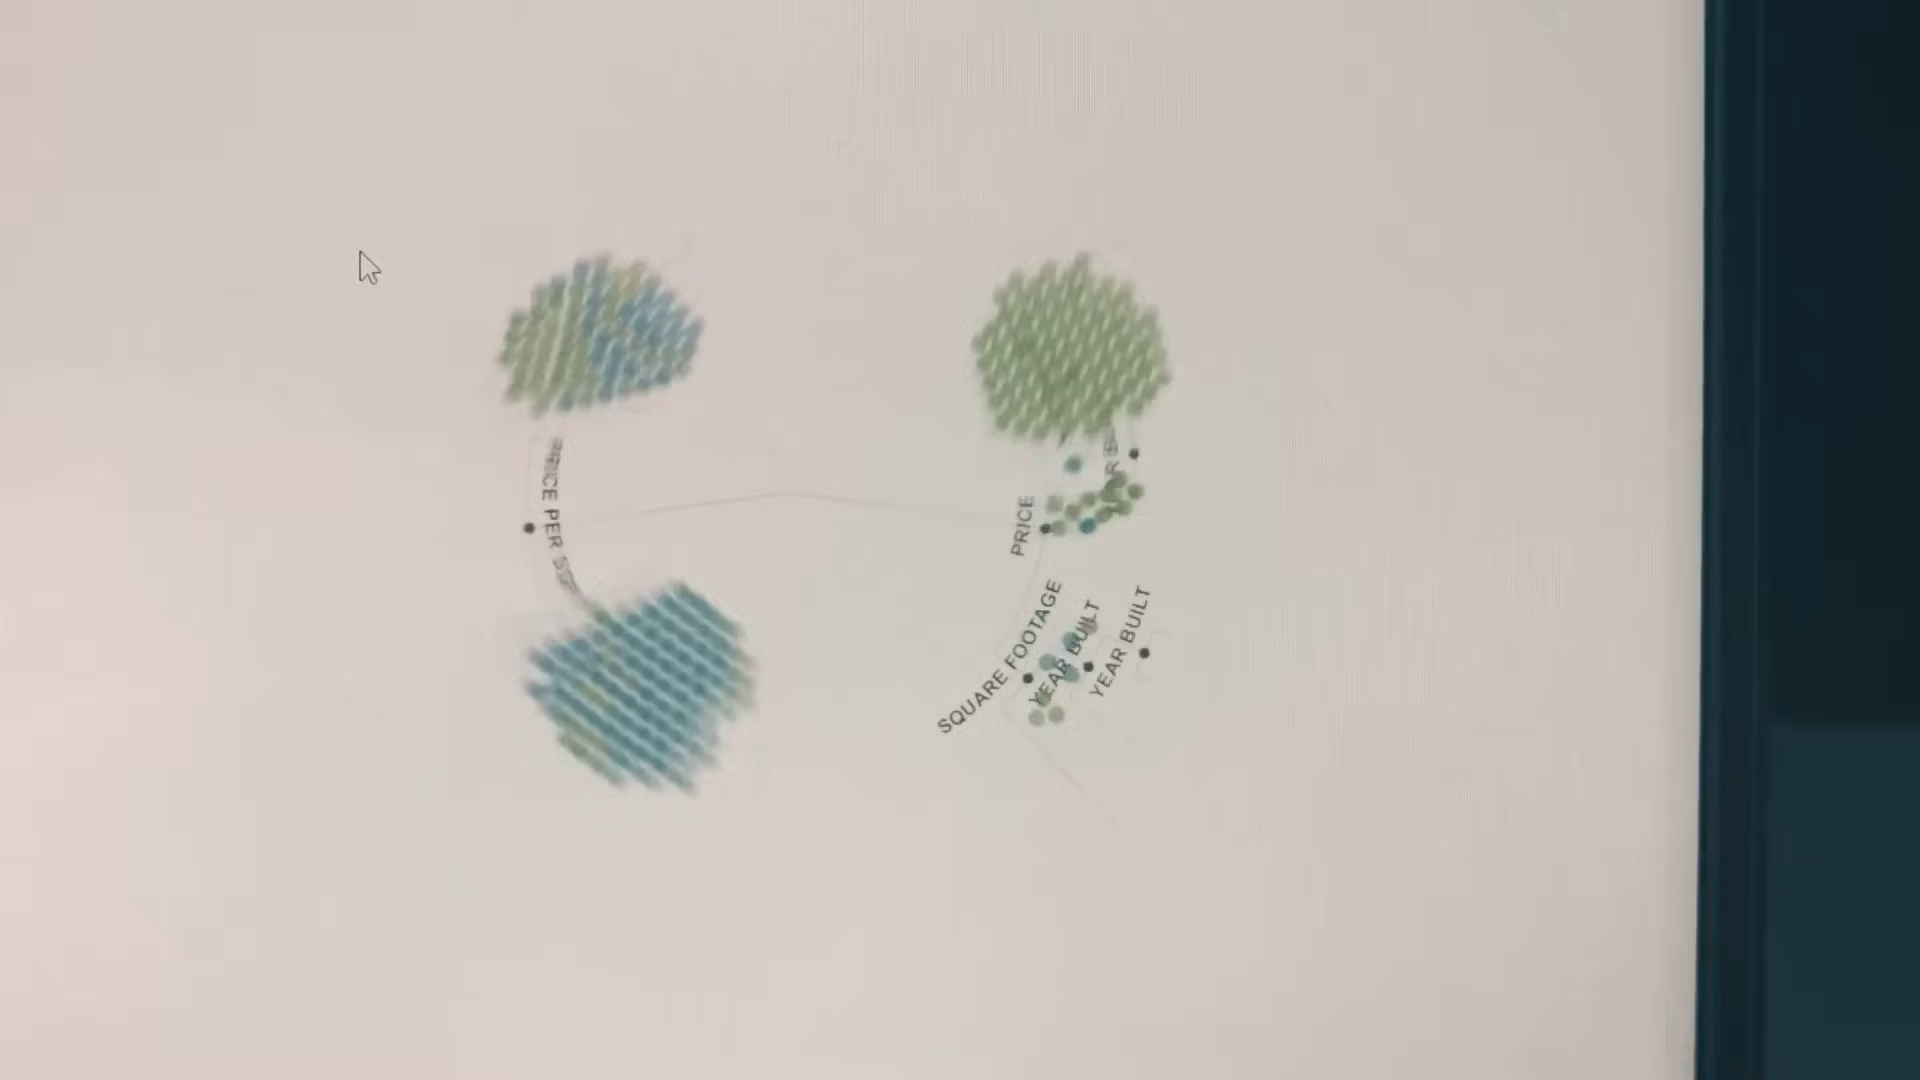 PRICE PER
PRICE
SQUARE FOOTAGE
YEAR BUILT
YEAR BUILT